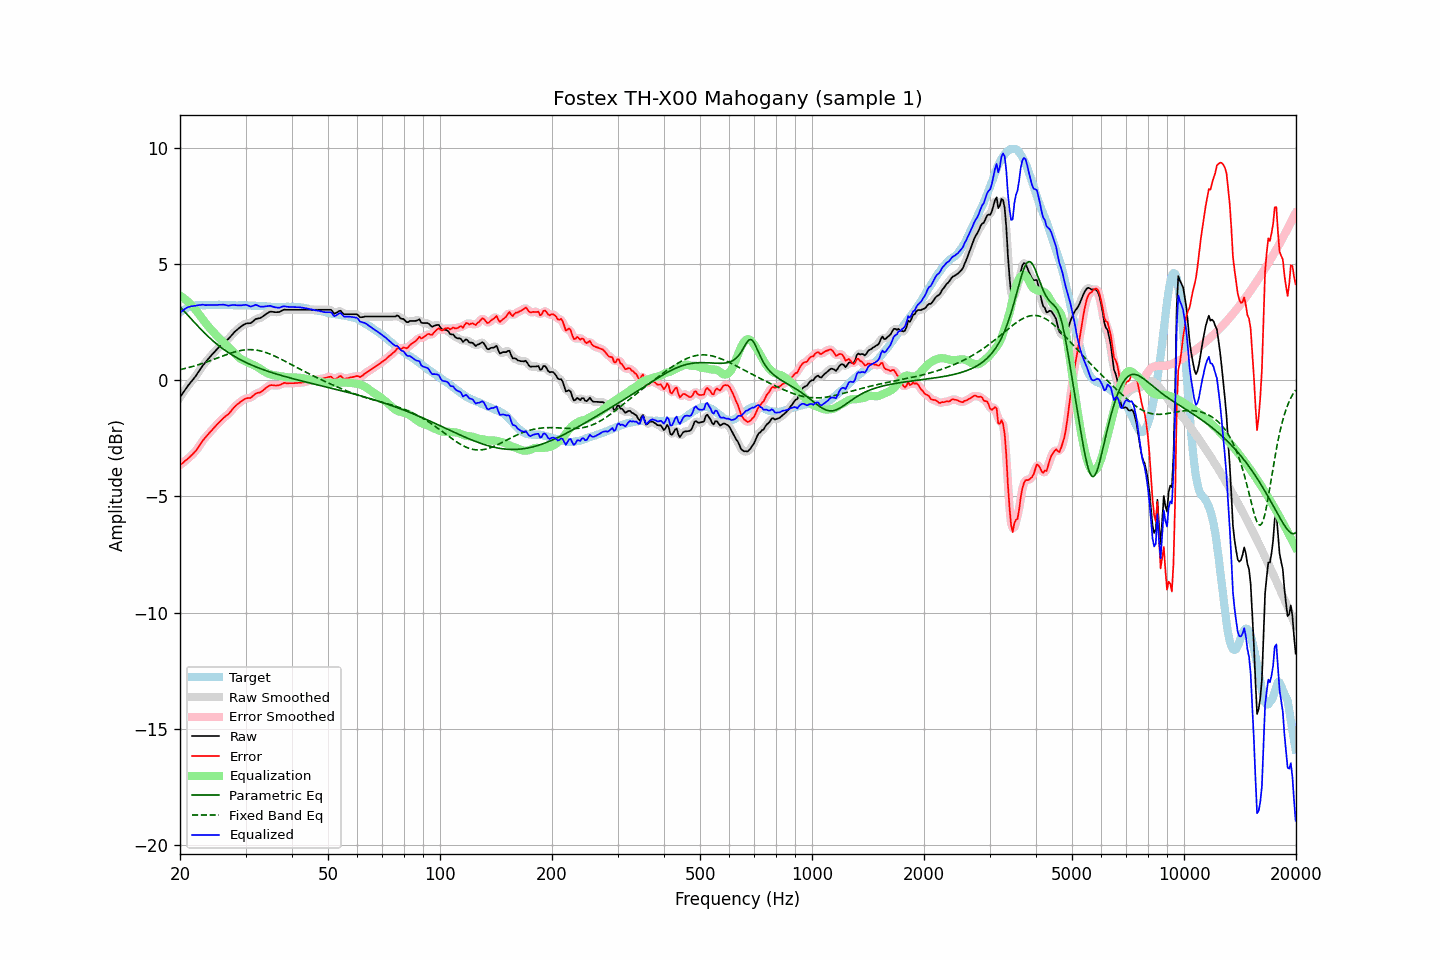 Fostex TH-X00 Mahogany (sample 1)
10
5
0
−5
−10
−15
−20
Amplitude (dBr)
Target
Raw Smoothed
Error Smoothed
Raw
Error
Equalization
Parametric Eq
Fixed Band Eq
Equalized
20 50 100 200 500 1000 2000 5000 10000 20000
Frequency (Hz)